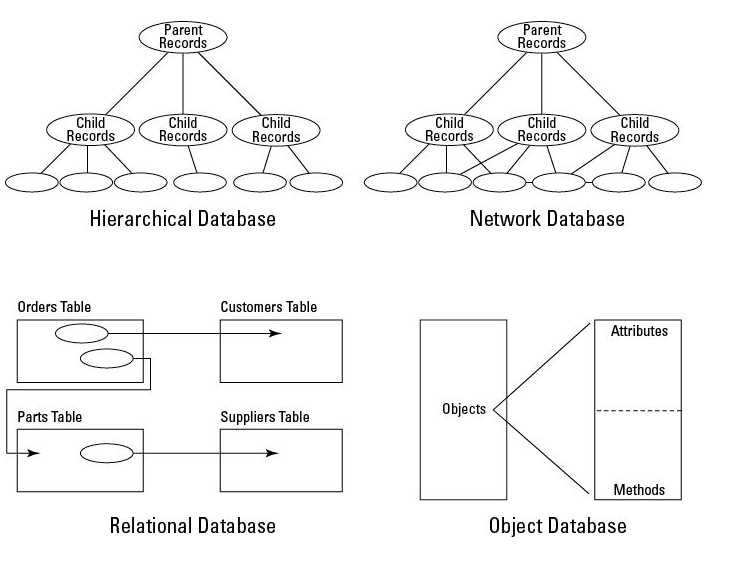 Parent
Records
Child
Records
Child
Records
Child
Records
Hierarchical Database
Parent
Records
Child
Records
Child
Records
Child
Records
Network Database
Orders Table
Customers Table
Parts Table
Suppliers Table
Relational Database
Objects
Attributes
Methods
Object Database